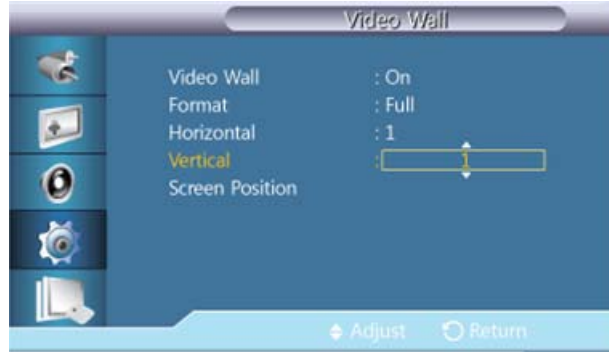 Video Wall
Video Wall : On
Format : Full
Horizontal : 1
Vertical : 1
Screen Position
Adjust Return